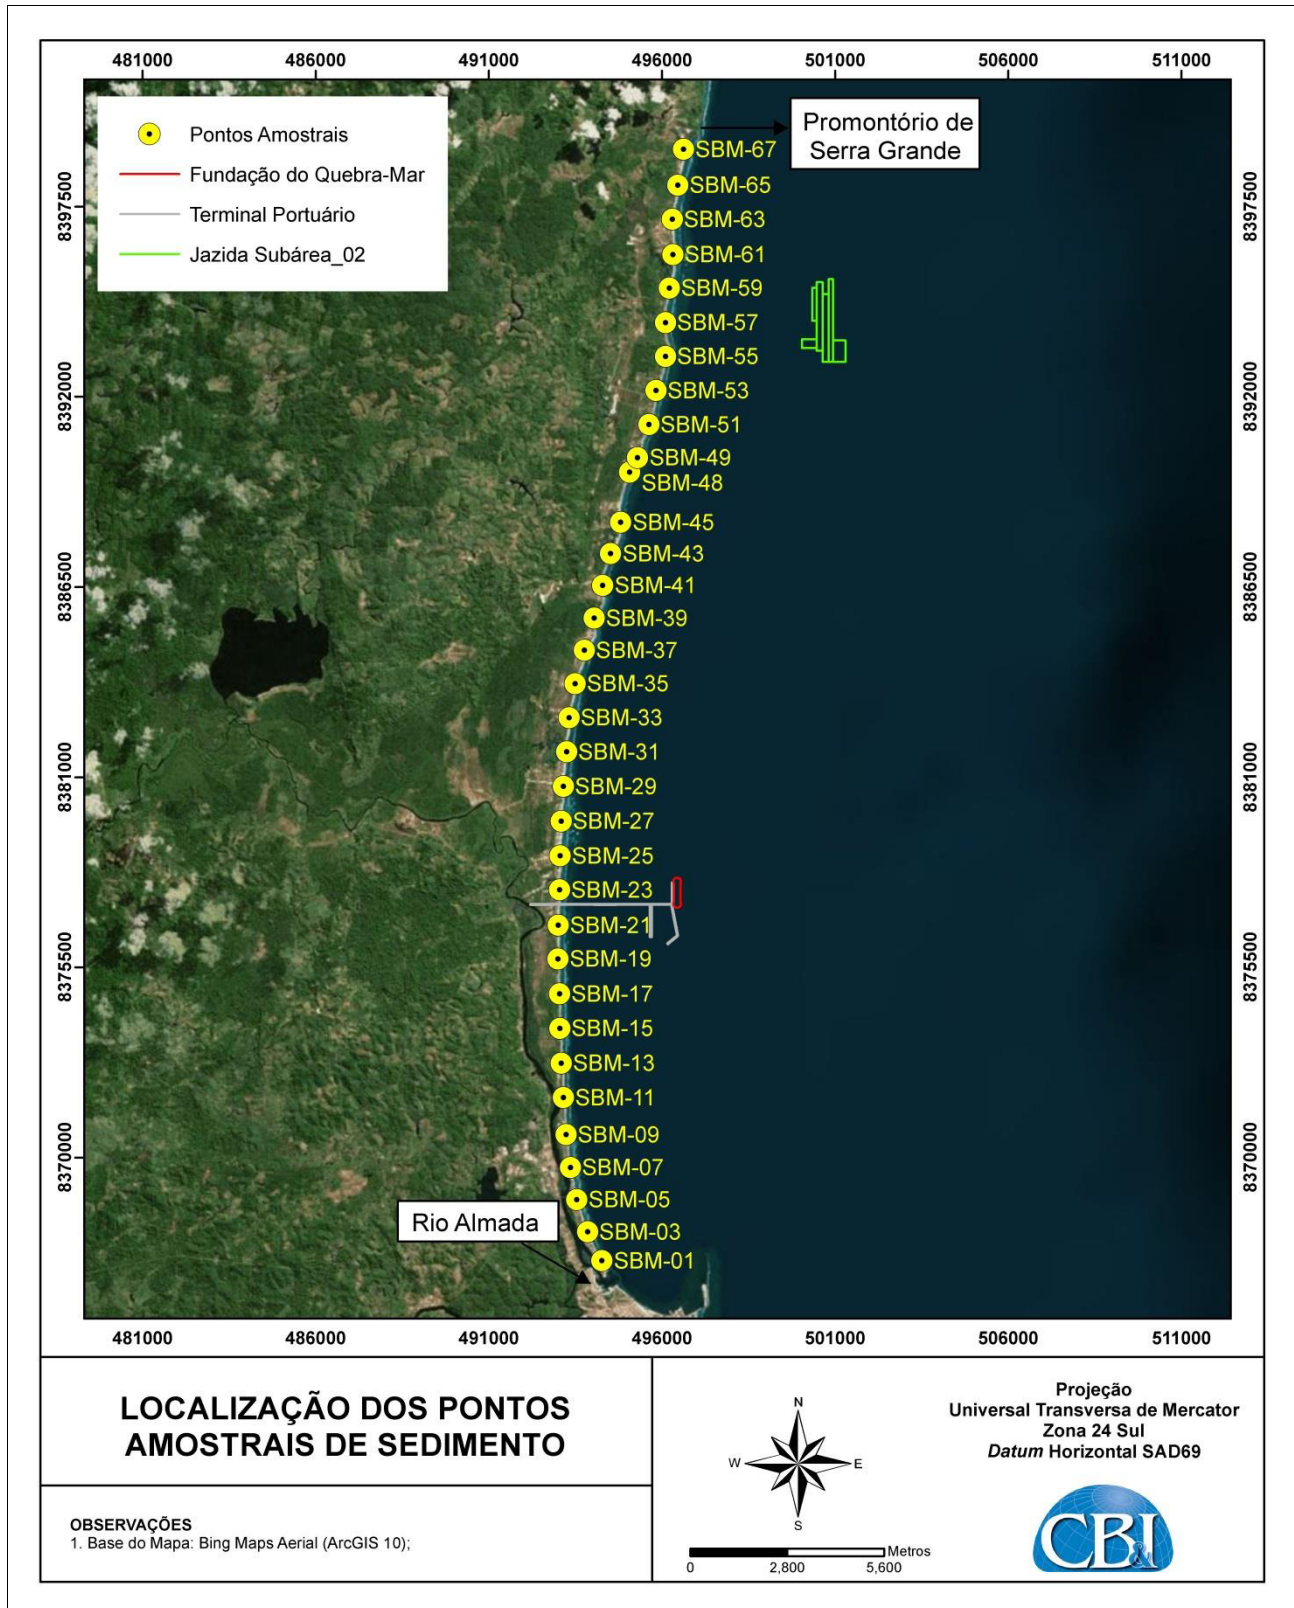 481000 486000 491000 496000 501000 506000 511000
Pontos Amostrais
Fundação do Quebra-Mar
Terminal Portuário
Jazida Subárea_02
Promontório de
Serra Grande
SBM-67
SBM-65
8397500 8397500
SBM-63
SBM-61
SBM-59
SBM-57
SBM-55
8392000 8392000
SBM-53
SBM-51
SBM-49
SBM-48
SBM-45
SBM-43
8386500 8386500
SBM-41
SBM-39
SBM-37
SBM-35
SBM-33
SBM-31
8381000 8381000
SBM-29
SBM-27
SBM-25
SBM-23
SBM-21
SBM-19
8375500 8375500
SBM-17
SBM-15
SBM-13
SBM-11
SBM-09
8370000 8370000
SBM-07
SBM-05
Rio Almada
SBM-03
SBM-01
481000 486000 491000 496000 501000 506000 511000
LOCALIZAÇÃO DOS PONTOS
AMOSTRAIS DE SEDIMENTO
OBSERVAÇÕES
1. Base do Mapa: Bing Maps Aerial (ArcGIS 10);
N
W E
S
Metros
0 2,800 5,600
Projeção
Universal Transversa de Mercator
Zona 24 Sul
Datum Horizontal SAD69
CB&I